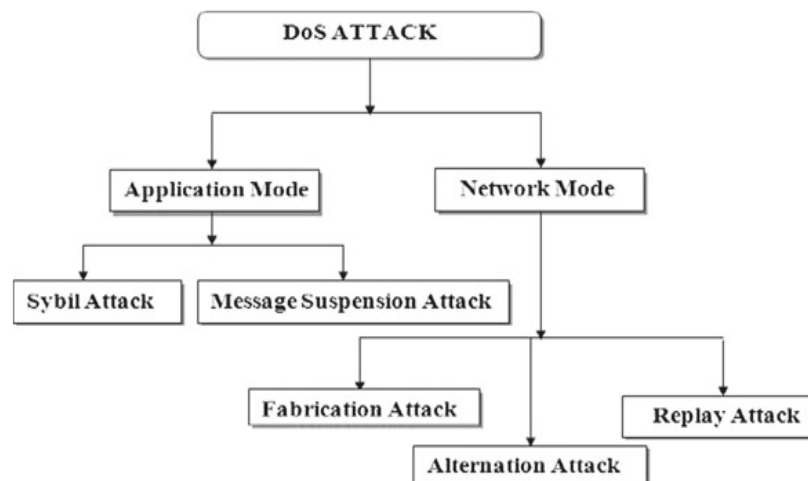 DoS ATTACK
Application Mode
Network Mode
Sybil Attack
Message Suspension Attack
Fabrication Attack
Replay Attack
Alternation Attack